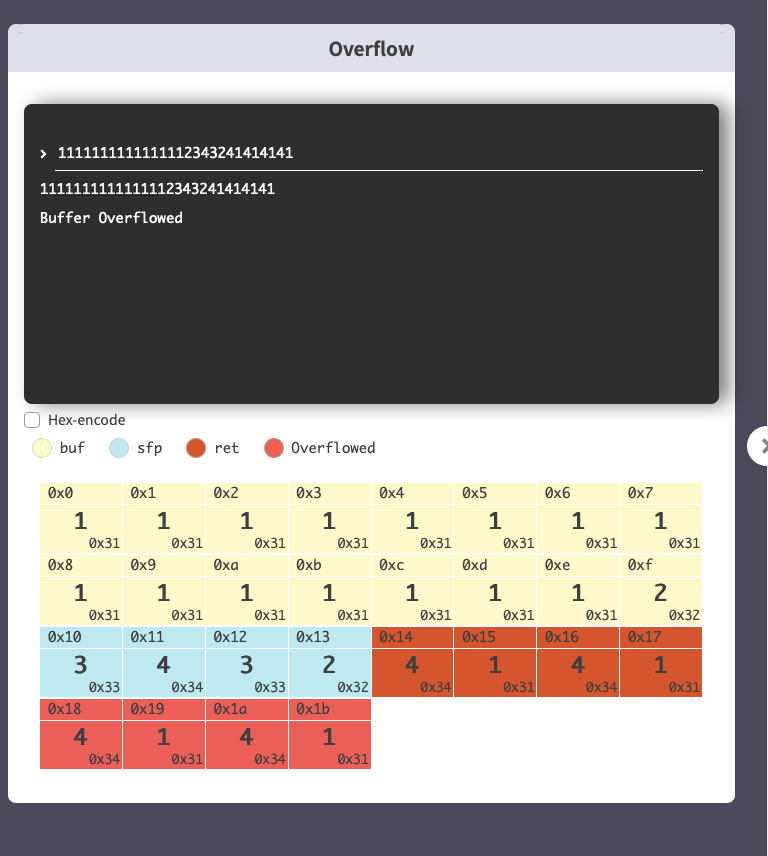 Overflow
› 1111111111111112343241414141
1111111111111112343241414141
Buffer Overflowed
Hex-encode
buf sfp ret Overflowed
0x0 0x1 0x2 0x3 0x4 0x5 0x6 0x7
1 1 1 1 1 1 1 1
0x31 0x31 0x31 0x31 0x31 0x31 0x31 0x31
0x8 0x9 0xa 0xb 0xc 0xd 0xe 0xf
1 1 1 1 1 1 1 2
0x31 0x31 0x31 0x31 0x31 0x31 0x31 0x32
0x10 0x11 0x12 0x13 0x14 0x15 0x16 0x17
3 4 3 2 4 1 4 1
0x33 0x34 0x33 0x32 0x34 0x31 0x34 0x31
0x18 0x19 0x1a 0x1b
4 1 4 1
0x34 0x31 0x34 0x31